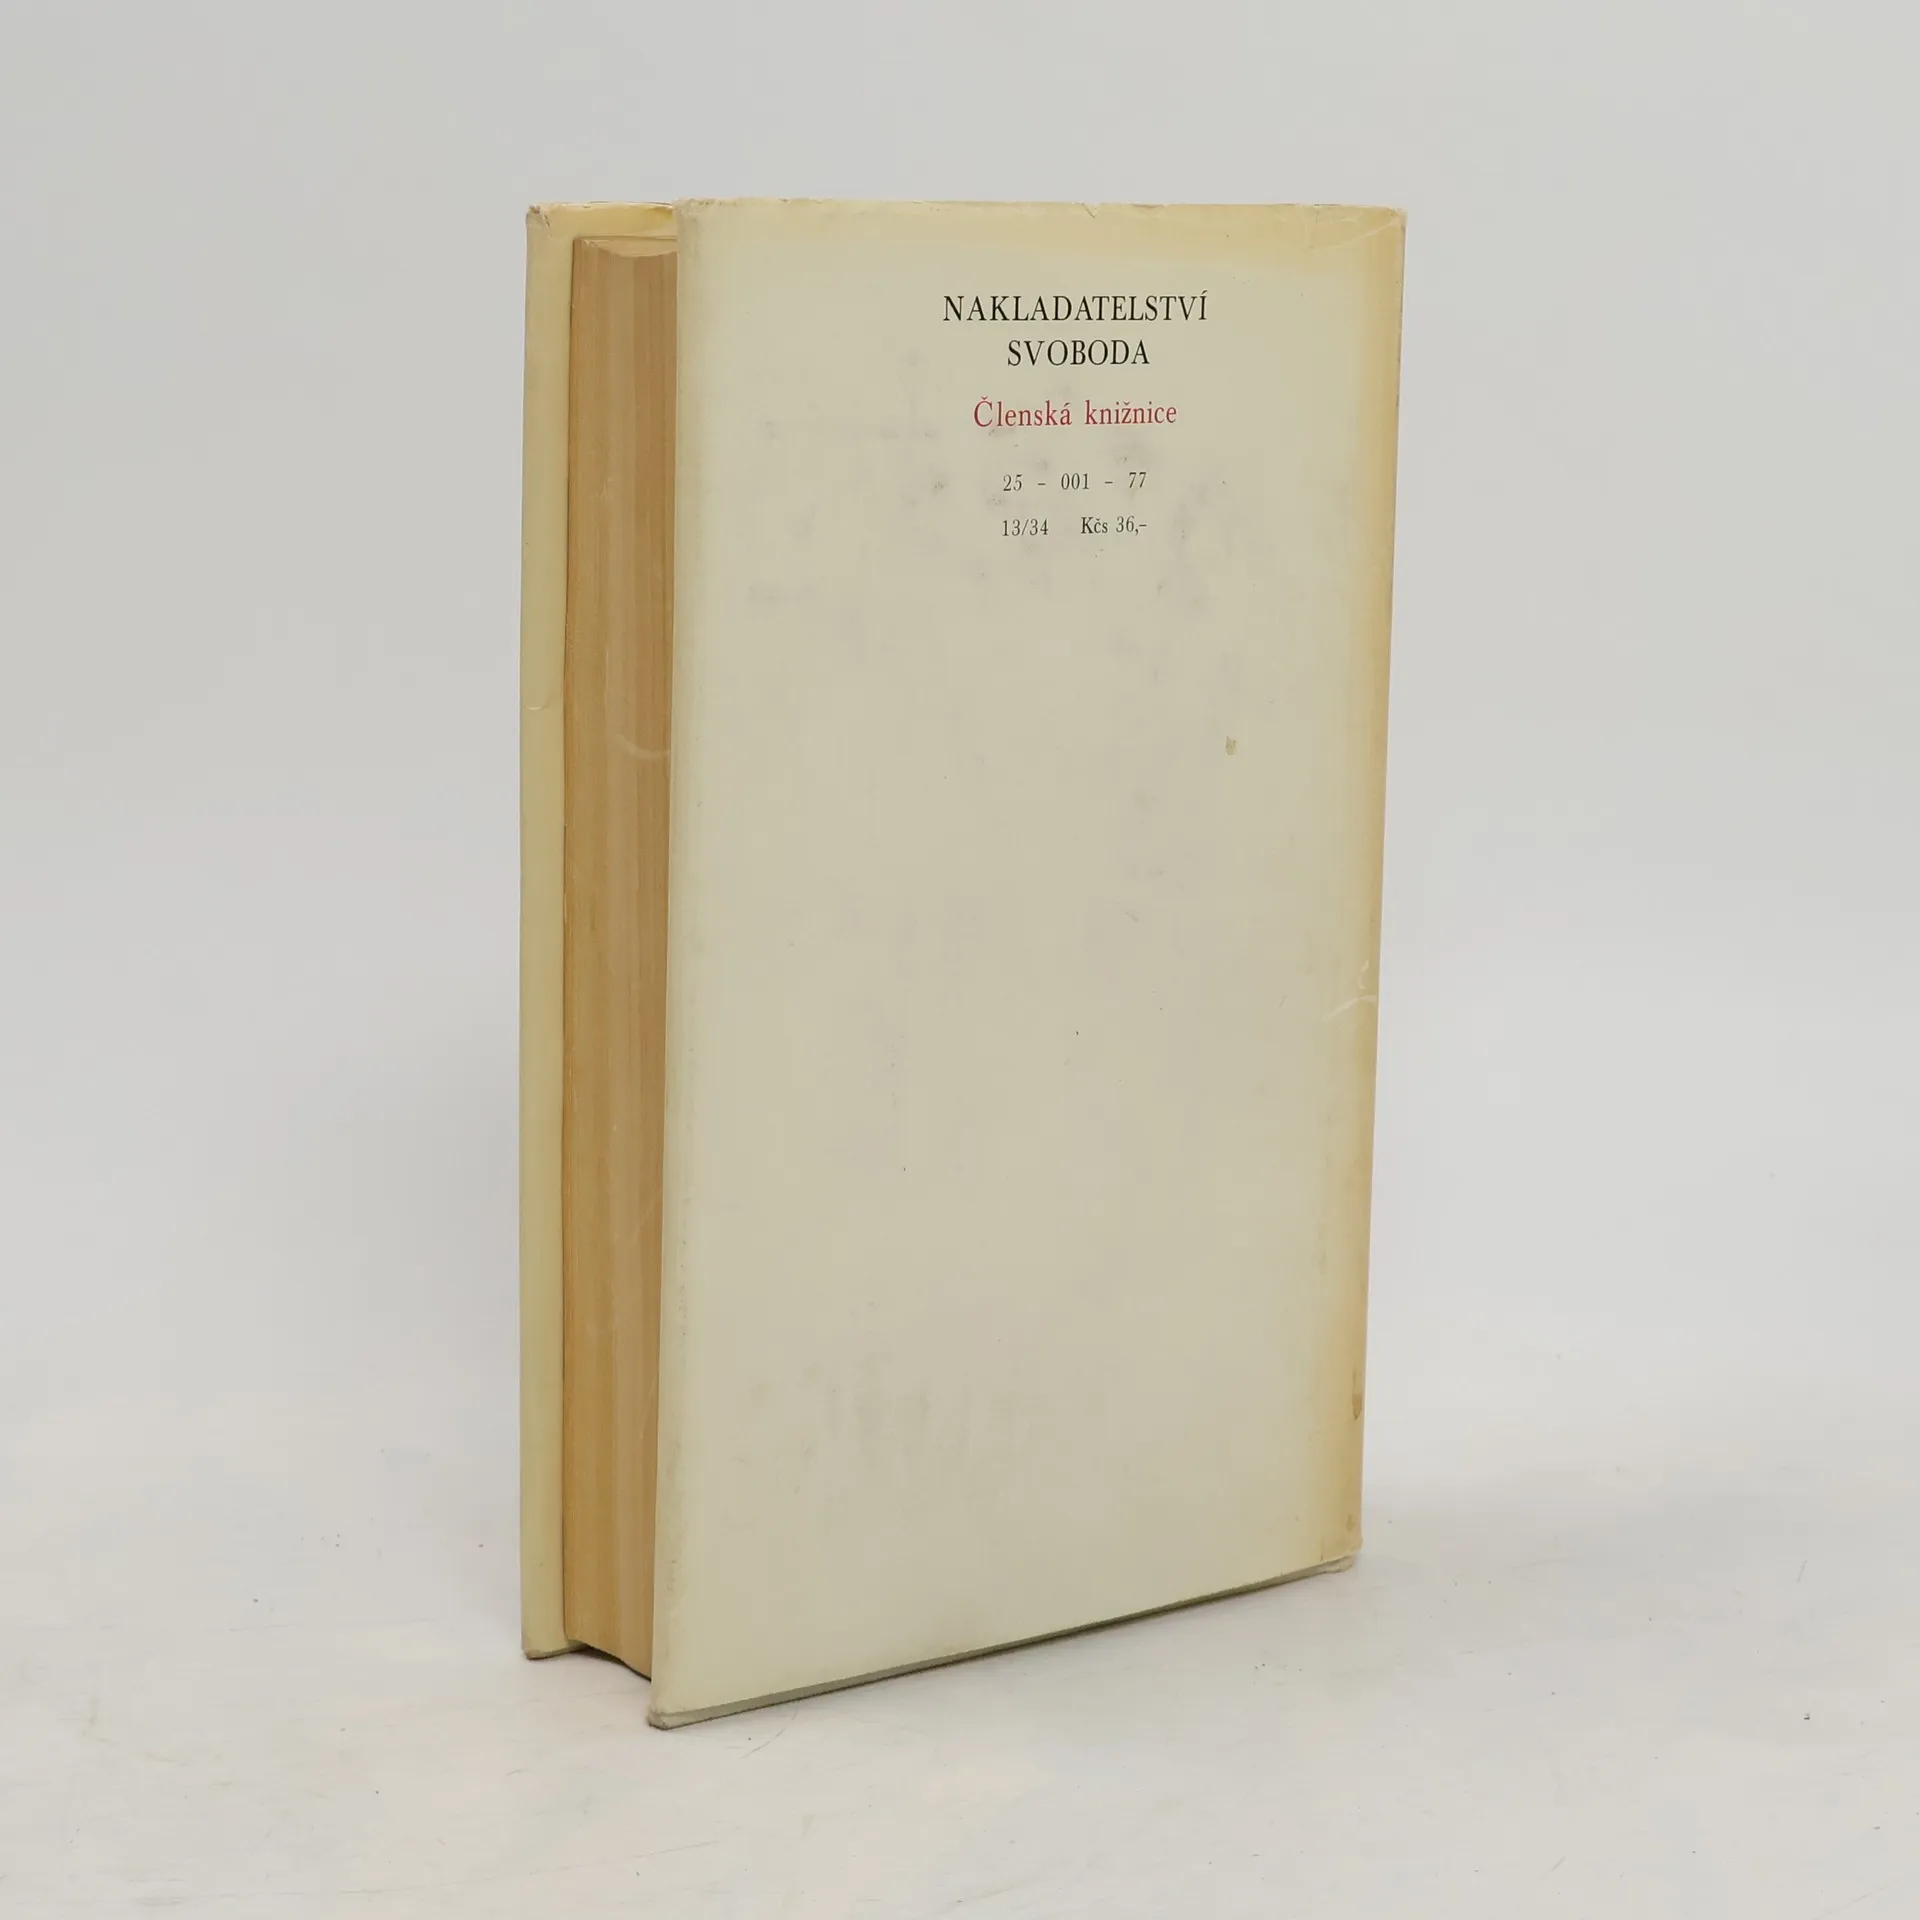 NAKLADATELSTVÍ
SVOBODA
Členská knižnice
25 – 001 – 77
13/34 Kčs 36,–